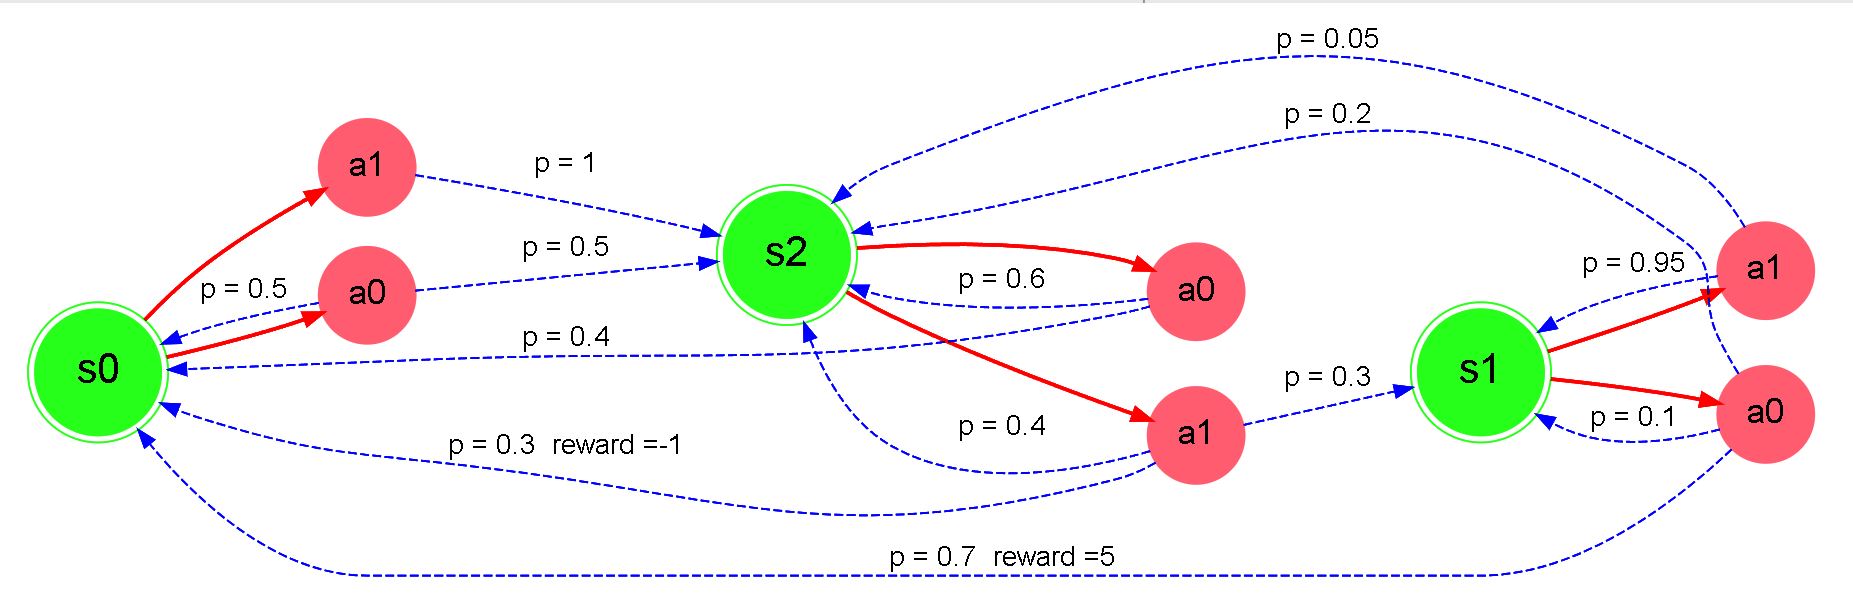 p = 0.05
p = 0.2
a1
p = 1
p = 0.5
s2
p = 0.95
a1
p = 0.5
a0
p = 0.6
a0
s0
p = 0.4
p = 0.3
s1
a0
p = 0.1
p = 0.4
a1
p = 0.3  reward =-1
p = 0.7  reward =5